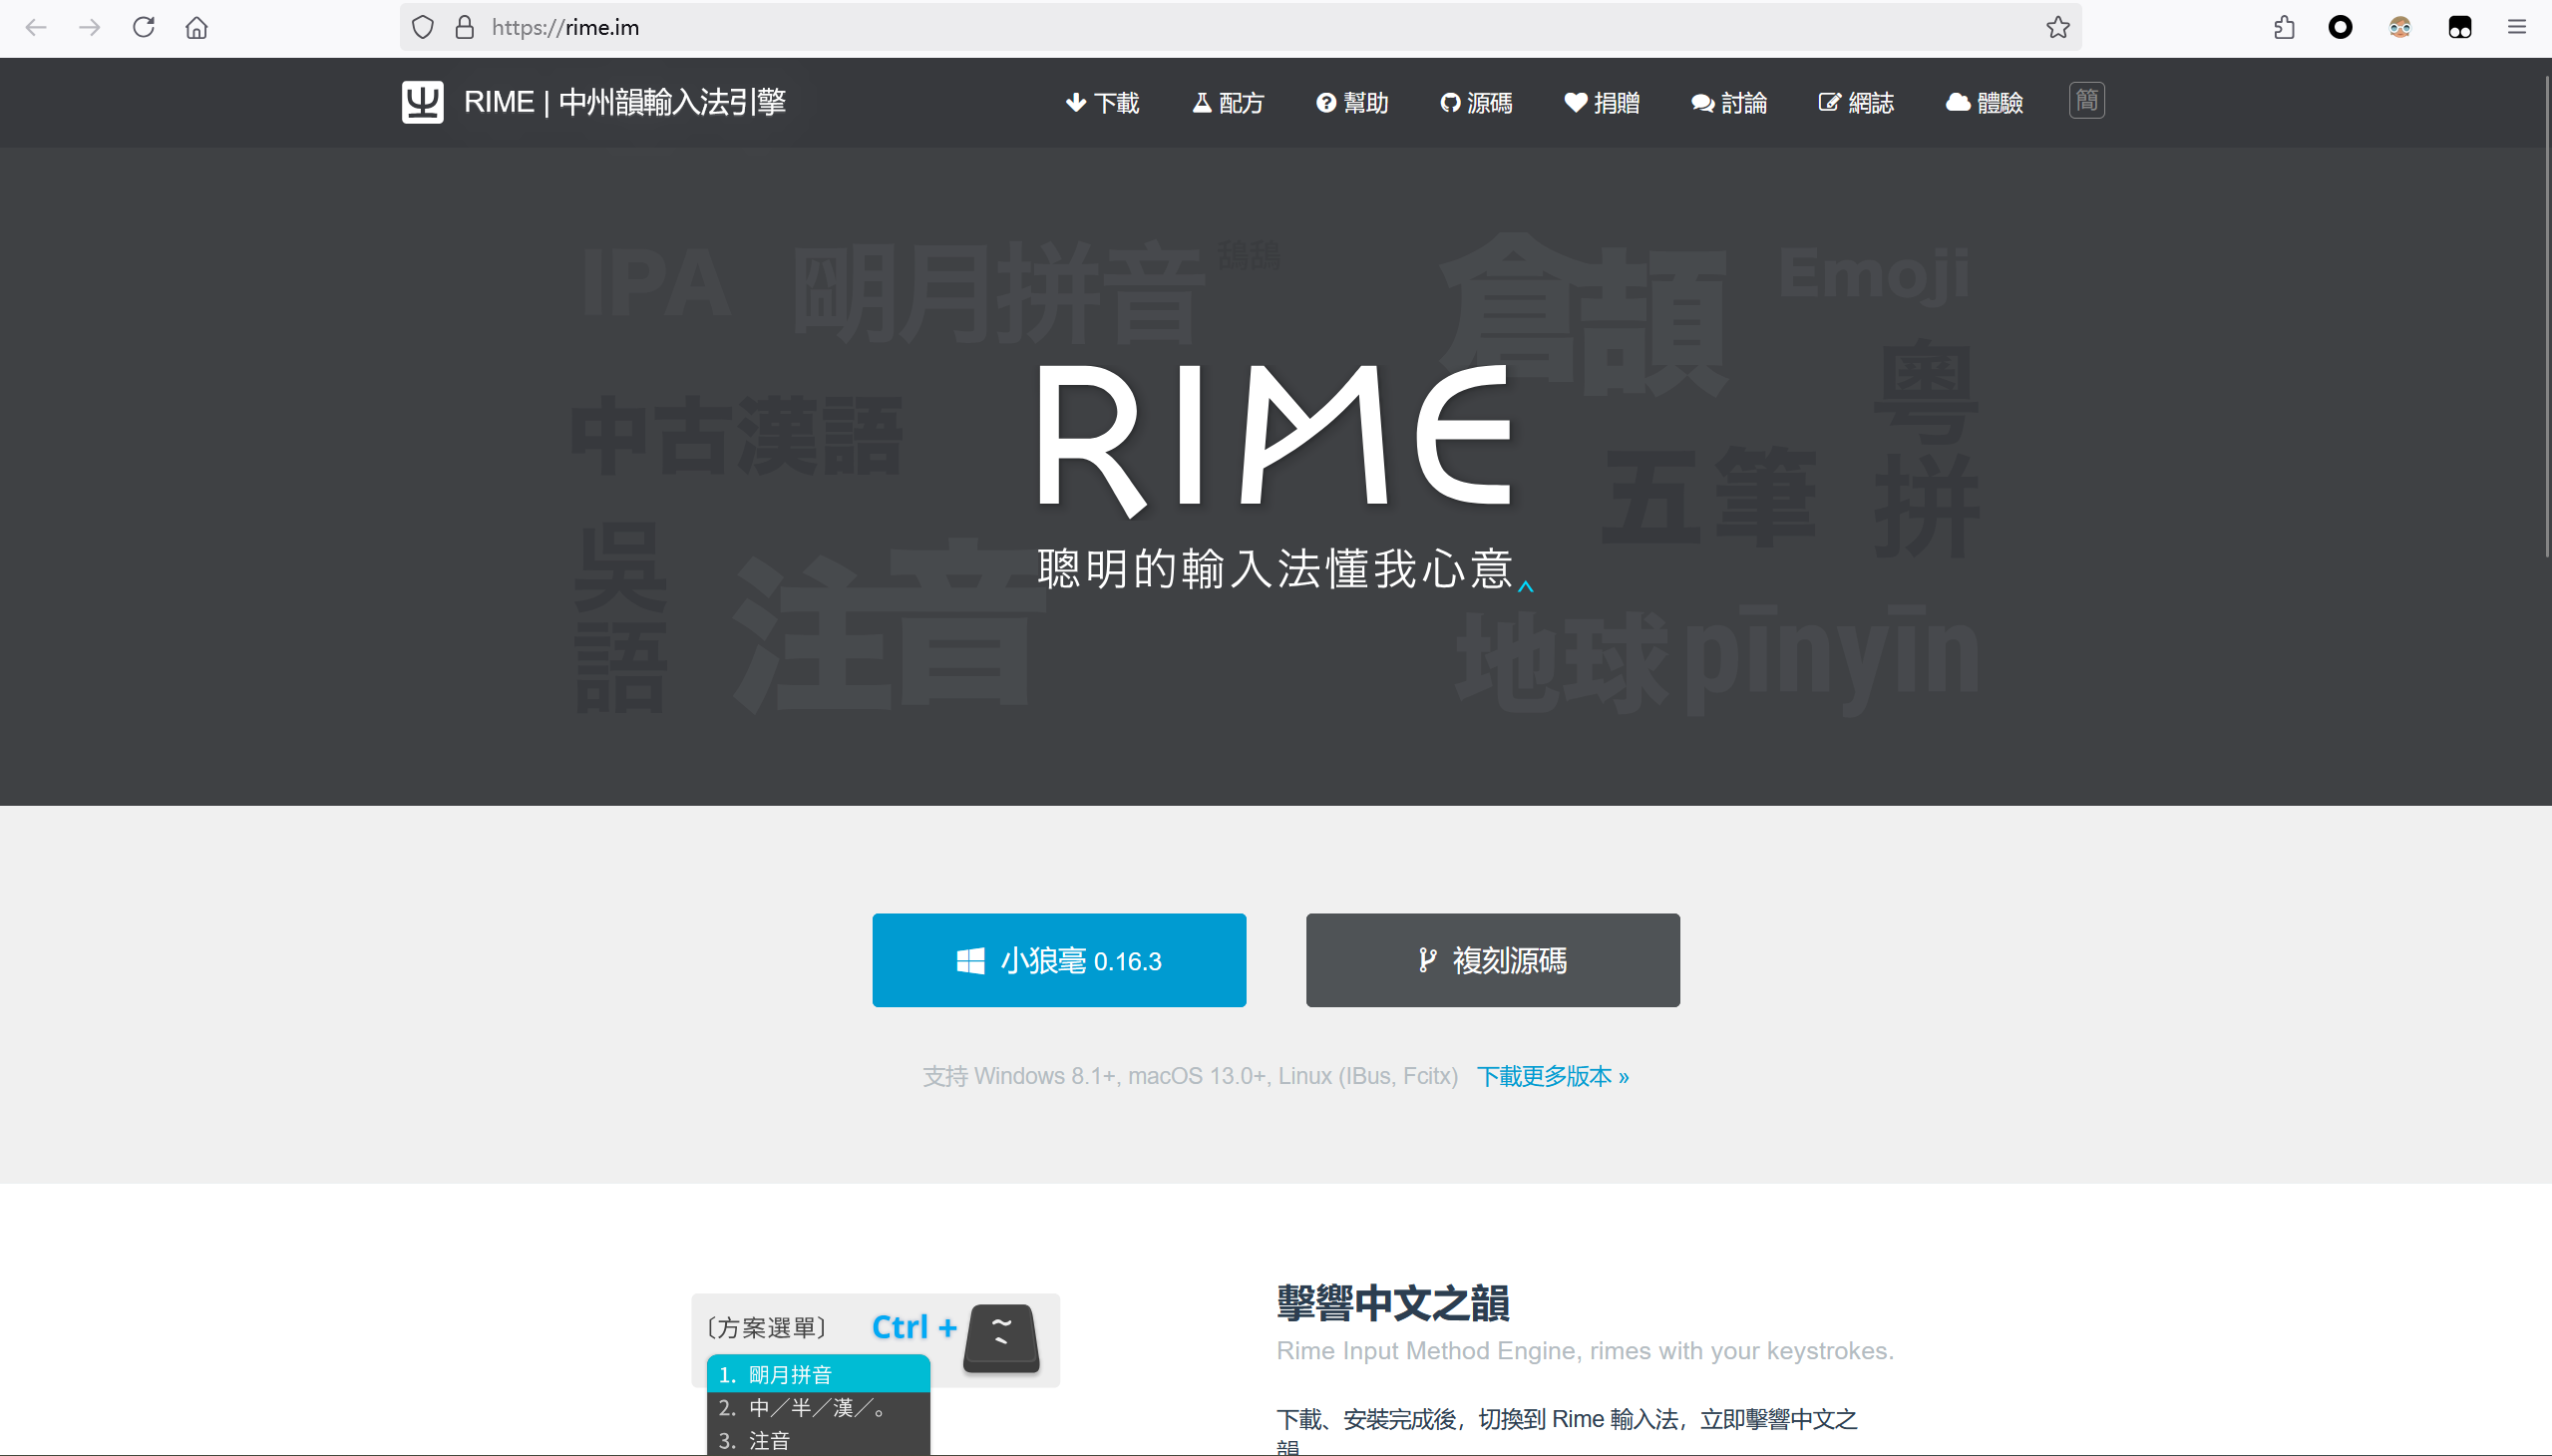 https://rime.im
RIME | 中州韻輸入法引擎
下載 配方 幫助 源碼 捐贈 討論 網誌 體驗 簡
IPA 朙月拼音 鴰鴰 倉頡 Emoji
中古漢語 五筆 粵拼
RIME
聰明的輸入法懂我心意^
吳語 注音 地球pīnyīn
小狼毫 0.16.3
複刻源碼
支持 Windows 8.1+, macOS 13.0+, Linux (IBus, Fcitx) 下載更多版本 »
〔方案選單〕 Ctrl + ~ `
1. 朙月拼音
2. 中／半／漢／。
3. 注音
擊響中文之韻
Rime Input Method Engine, rimes with your keystrokes.
下載、安裝完成後，切換到 Rime 輸入法，立即擊響中文之
韻